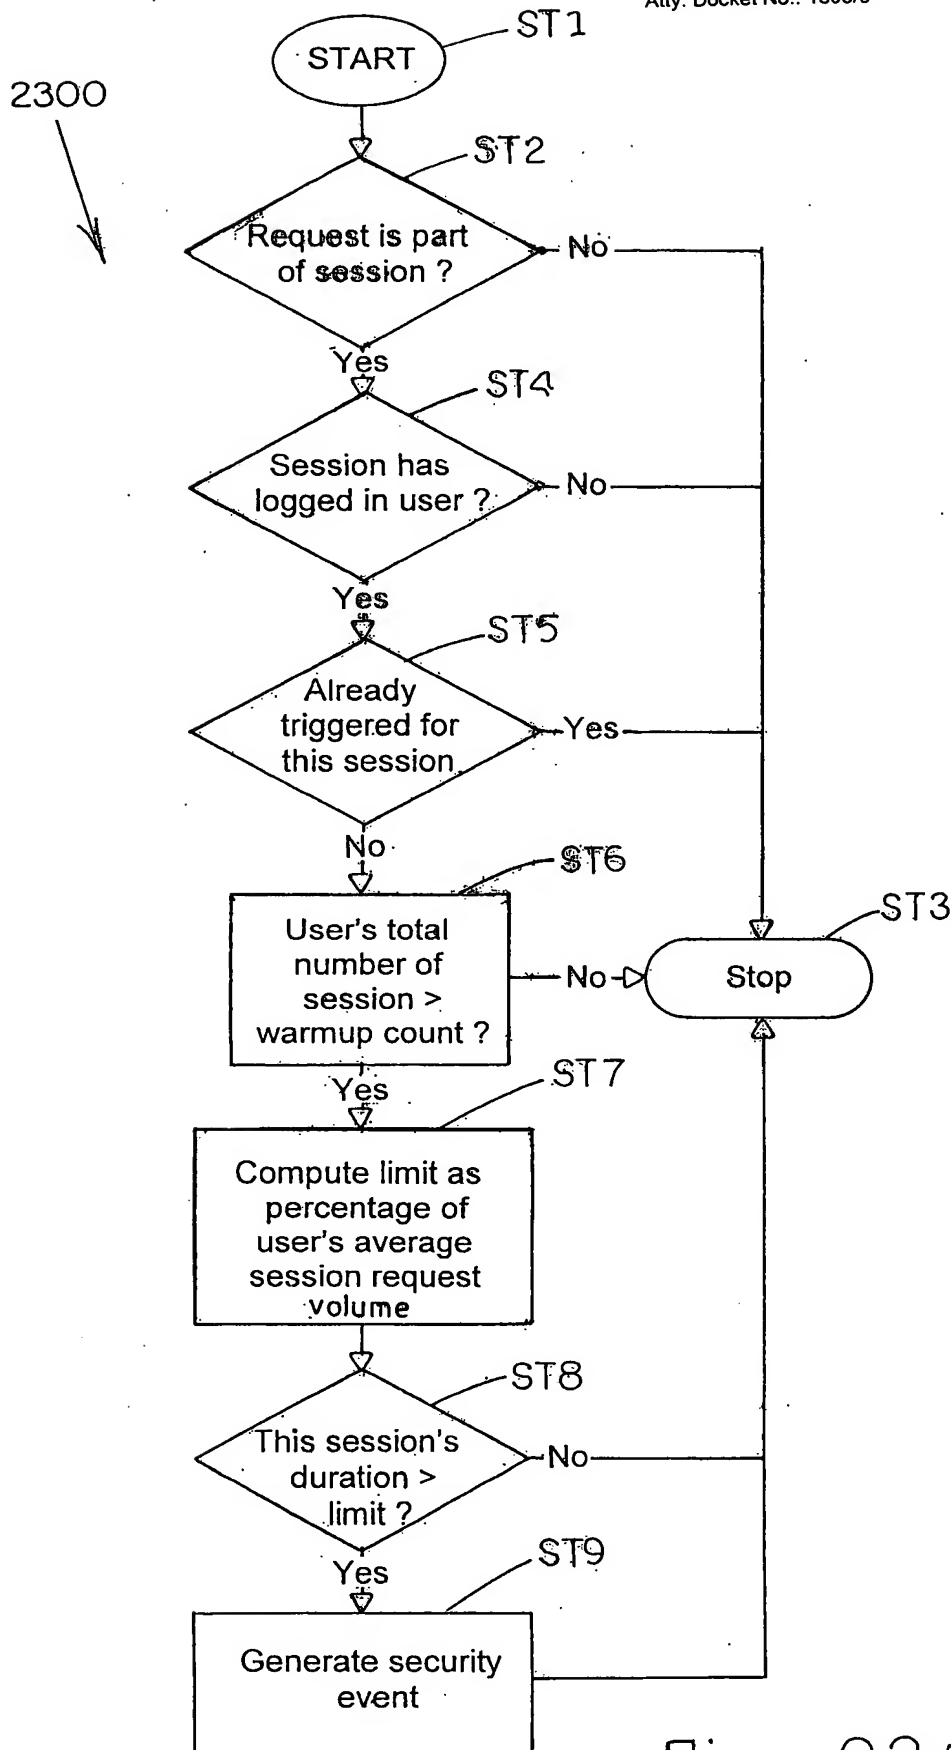 START
ST1
2300
ST2
Request is part
of session ?
No
Yes
ST4
Session has
logged in user ?
No
Yes
ST5
Already
triggered for
this session
Yes
No
ST6
User's total
number of
session >
warmup count ?
No
ST3
Stop
Yes
ST7
Compute limit as
percentage of
user's average
session request
volume
ST8
This session's
duration >
limit ?
No
Yes
ST9
Generate security
event